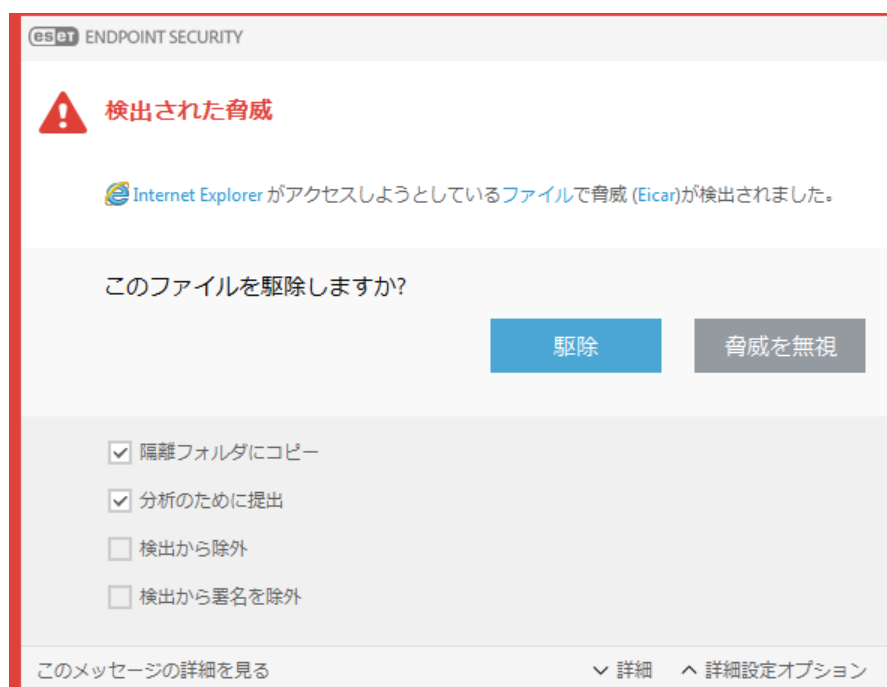 eset ENDPOINT SECURITY
検出された脅威
Internet Explorer がアクセスしようとしているファイルで脅威 (Eicar)が検出されました。
このファイルを駆除しますか?
駆除 脅威を無視
隔離フォルダにコピー
分析のために提出
検出から除外
検出から署名を除外
このメッセージの詳細を見る 詳細 詳細設定オプション